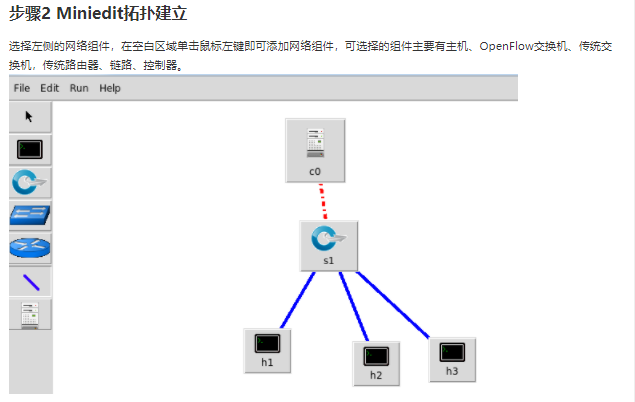 步骤2 Miniedit拓扑建立
选择左侧的网络组件，在空白区域单击鼠标左键即可添加网络组件，可选择的组件主要有主机、OpenFlow交换机、传统交
换机，传统路由器、链路、控制器。
File Edit Run Help
c0
s1
h1
h2
h3